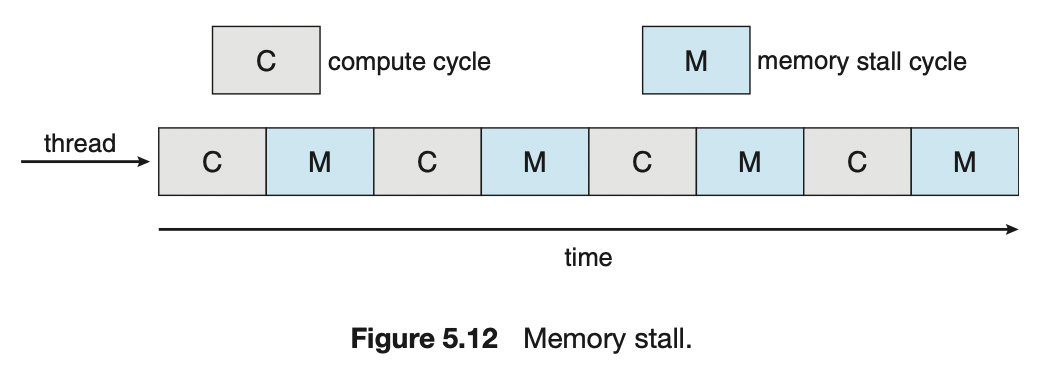 C compute cycle M memory stall cycle
thread
C M C M C M C M
time
Figure 5.12 Memory stall.